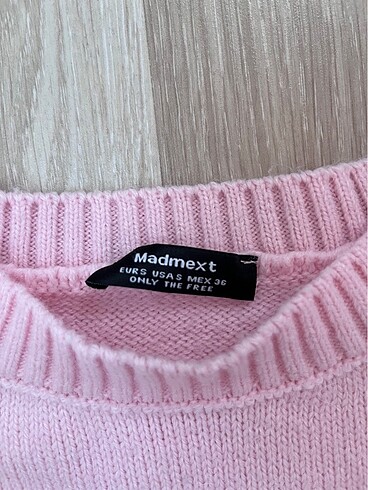 Madmext
EURS USAS MEX 36
ONLY THE FREE